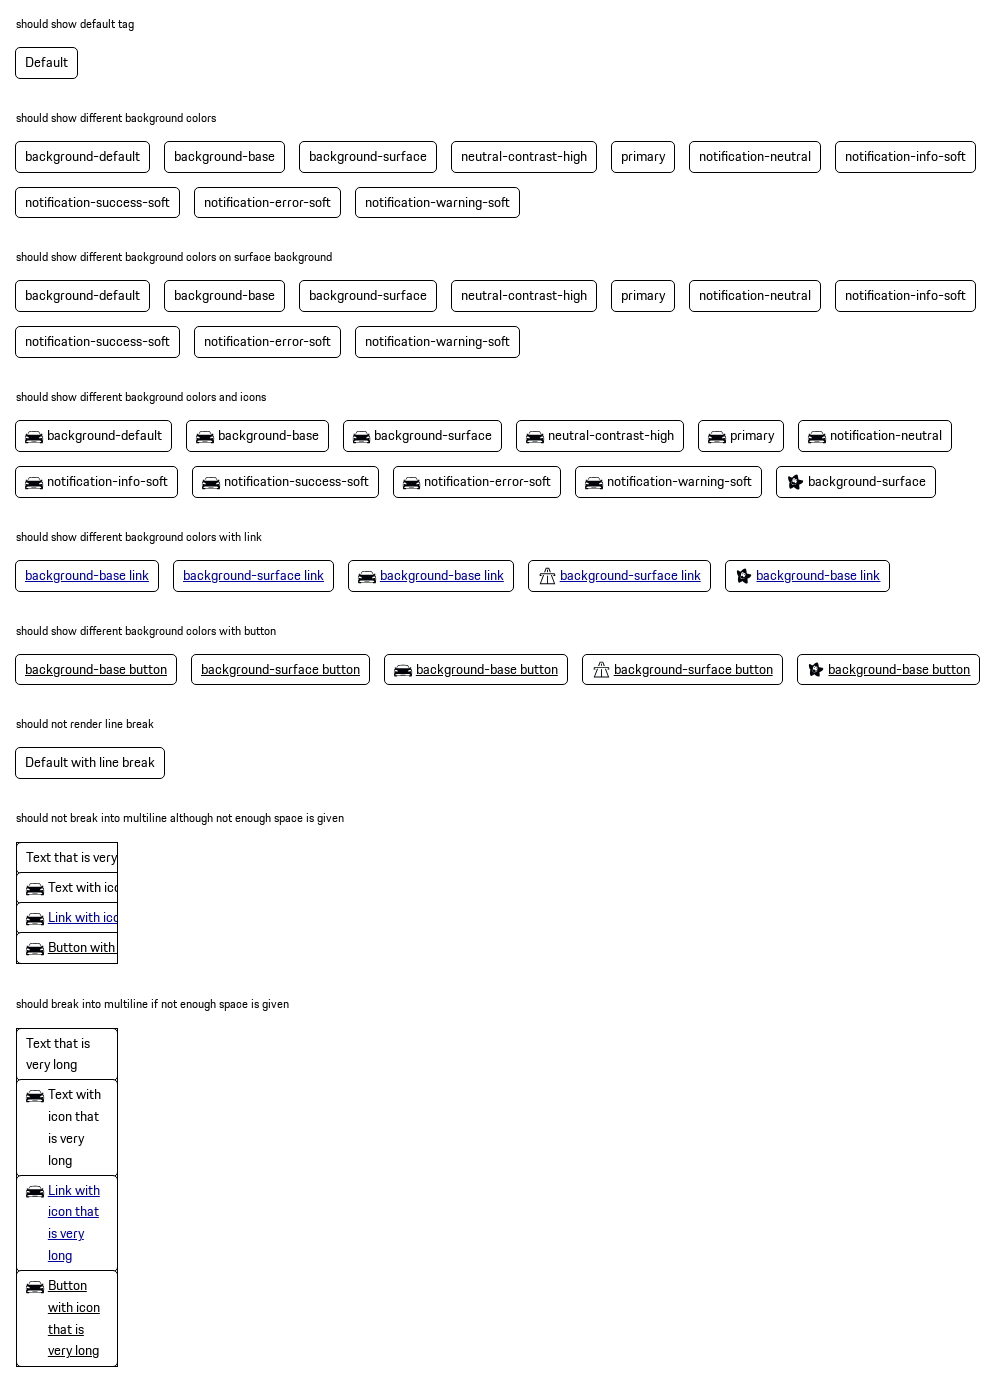 should show default tag
Default
should show different background colors
background-default background-base background-surface neutral-contrast-high primary notification-neutral notification-info-soft
notification-success-soft notification-error-soft notification-warning-soft
should show different background colors on surface background
background-default background-base background-surface neutral-contrast-high primary notification-neutral notification-info-soft
notification-success-soft notification-error-soft notification-warning-soft
should show different background colors and icons
background-default background-base background-surface neutral-contrast-high primary notification-neutral
notification-info-soft notification-success-soft notification-error-soft notification-warning-soft background-surface
should show different background colors with link
background-base link background-surface link background-base link background-surface link background-base link
should show different background colors with button
background-base button background-surface button background-base button background-surface button background-base button
should not render line break
Default with line break
should not break into multiline although not enough space is given
Text that is very
Text with ico
Link with ico
Button with
should break into multiline if not enough space is given
Text that is
very long
Text with
icon that
is very
long
Link with
icon that
is very
long
Button
with icon
that is
very long